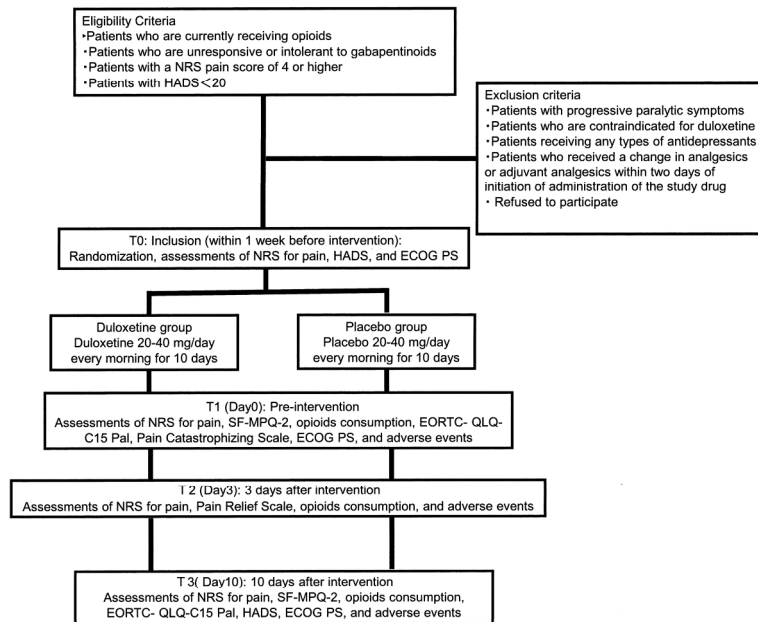 Eligibility Criteria
‣Patients who are currently receiving opioids
・Patients who are unresponsive or intolerant to gabapentinoids
・Patients with a NRS pain score of 4 or higher
・Patients with HADS＜20
Exclusion criteria
・Patients with progressive paralytic symptoms
・Patients who are contraindicated for duloxetine
・Patients receiving any types of antidepressants
・Patients who received a change in analgesics
or adjuvant analgesics within two days of
initiation of administration of the study drug
・ Refused to participate
T0: Inclusion (within 1 week before intervention):
Randomization, assessments of NRS for pain, HADS, and ECOG PS
Duloxetine group
Duloxetine 20-40 mg/day
every morning for 10 days
Placebo group
Placebo 20-40 mg/day
every morning for 10 days
T1 (Day0): Pre-intervention
Assessments of NRS for pain, SF-MPQ-2, opioids consumption, EORTC- QLQ-
C15 Pal, Pain Catastrophizing Scale, ECOG PS, and adverse events
T 2 (Day3): 3 days after intervention
Assessments of NRS for pain, Pain Relief Scale, opioids consumption, and adverse events
T 3( Day10): 10 days after intervention
Assessments of NRS for pain, SF-MPQ-2, opioids consumption,
EORTC- QLQ-C15 Pal, HADS, ECOG PS, and adverse events